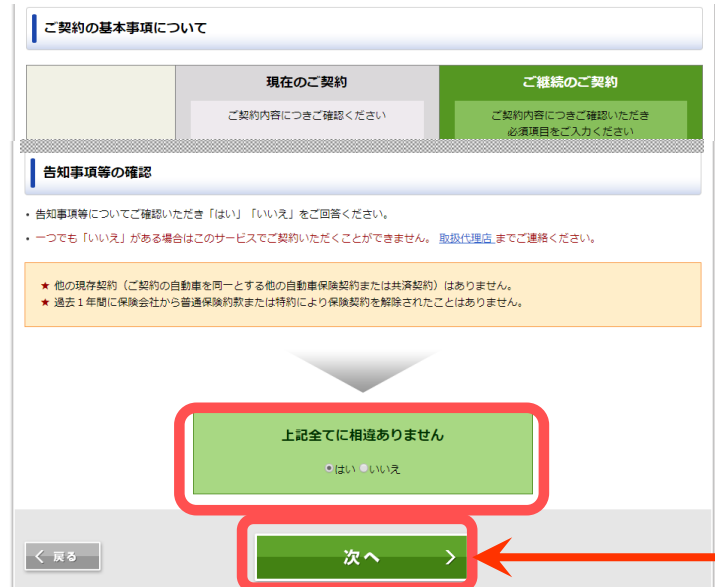 ご契約の基本事項について
現在のご契約
ご継続のご契約
ご契約内容につきご確認ください
ご契約内容につきご確認いただき
必須項目をご入力ください
告知事項等の確認
・ 告知事項等についてご確認いただき「はい」「いいえ」をご回答ください。
・ 一つでも「いいえ」がある場合はこのサービスでご契約いただくことができません。 取扱代理店 までご連絡ください。
★ 他の現存契約（ご契約の自動車を同一とする他の自動車保険契約または共済契約）はありません。
★ 過去１年間に保険会社から普通保険約款または特約により保険契約を解除されたことはありません。
上記全てに相違ありません
はい いいえ
戻る
次へ